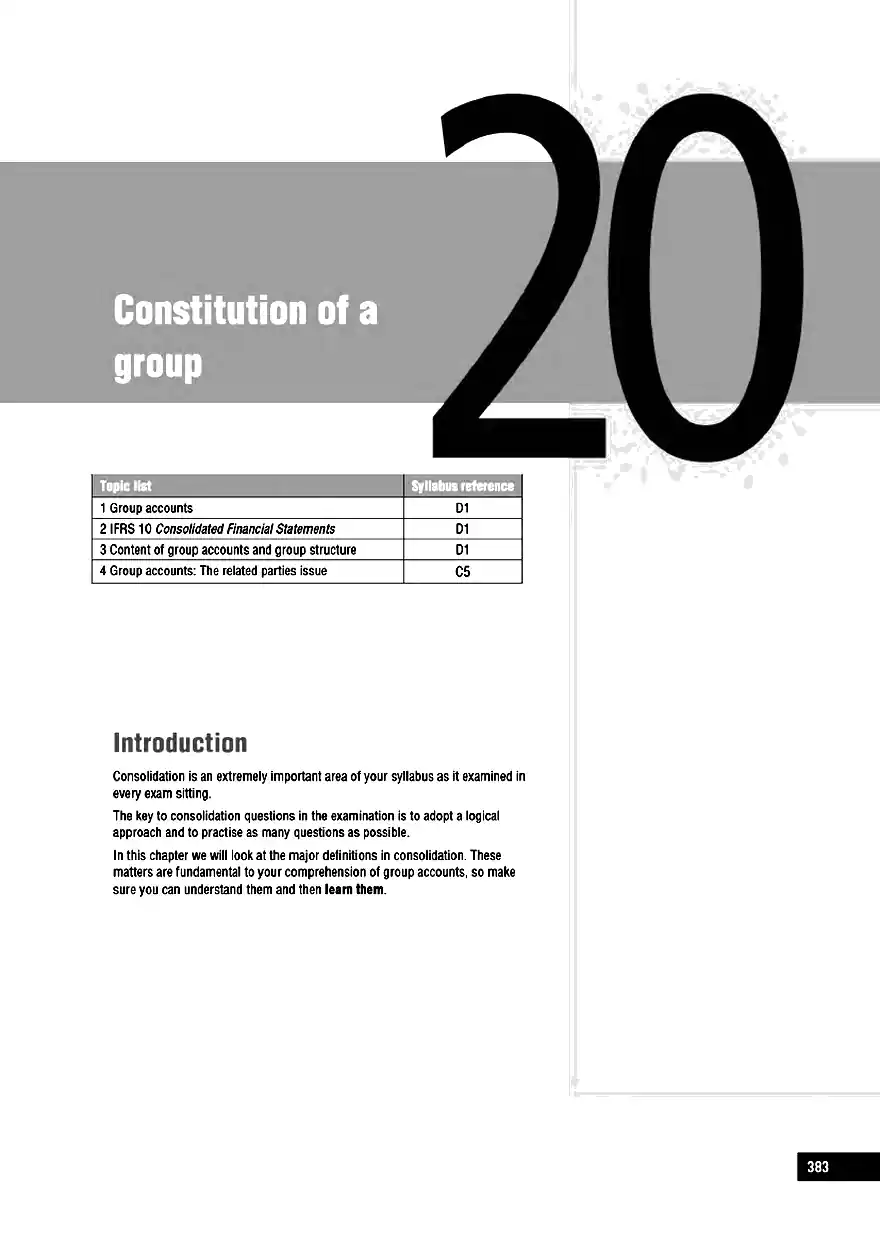 20
Constitution of a
group
Topic list Syllabus reference
1 Group accounts D1
2 IFRS 10 Consolidated Financial Statements D1
3 Content of group accounts and group structure D1
4 Group accounts: The related parties issue C5
Introduction
Consolidation is an extremely important area of your syllabus as it examined in
every exam sitting.
The key to consolidation questions in the examination is to adopt a logical
approach and to practise as many questions as possible.
In this chapter we will look at the major definitions in consolidation. These
matters are fundamental to your comprehension of group accounts, so make
sure you can understand them and then learn them.
383